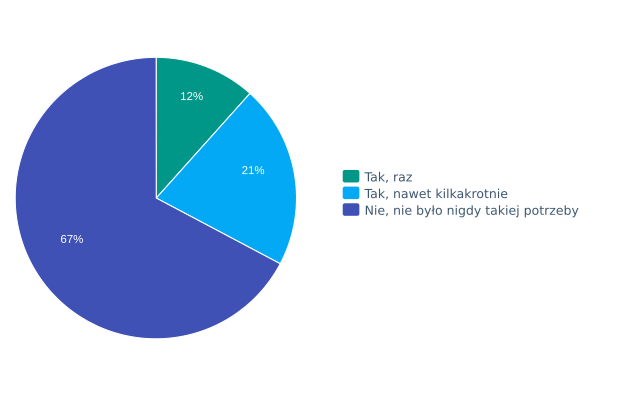 12%
21%
67%
Tak, raz
Tak, nawet kilkakrotnie
Nie, nie było nigdy takiej potrzeby